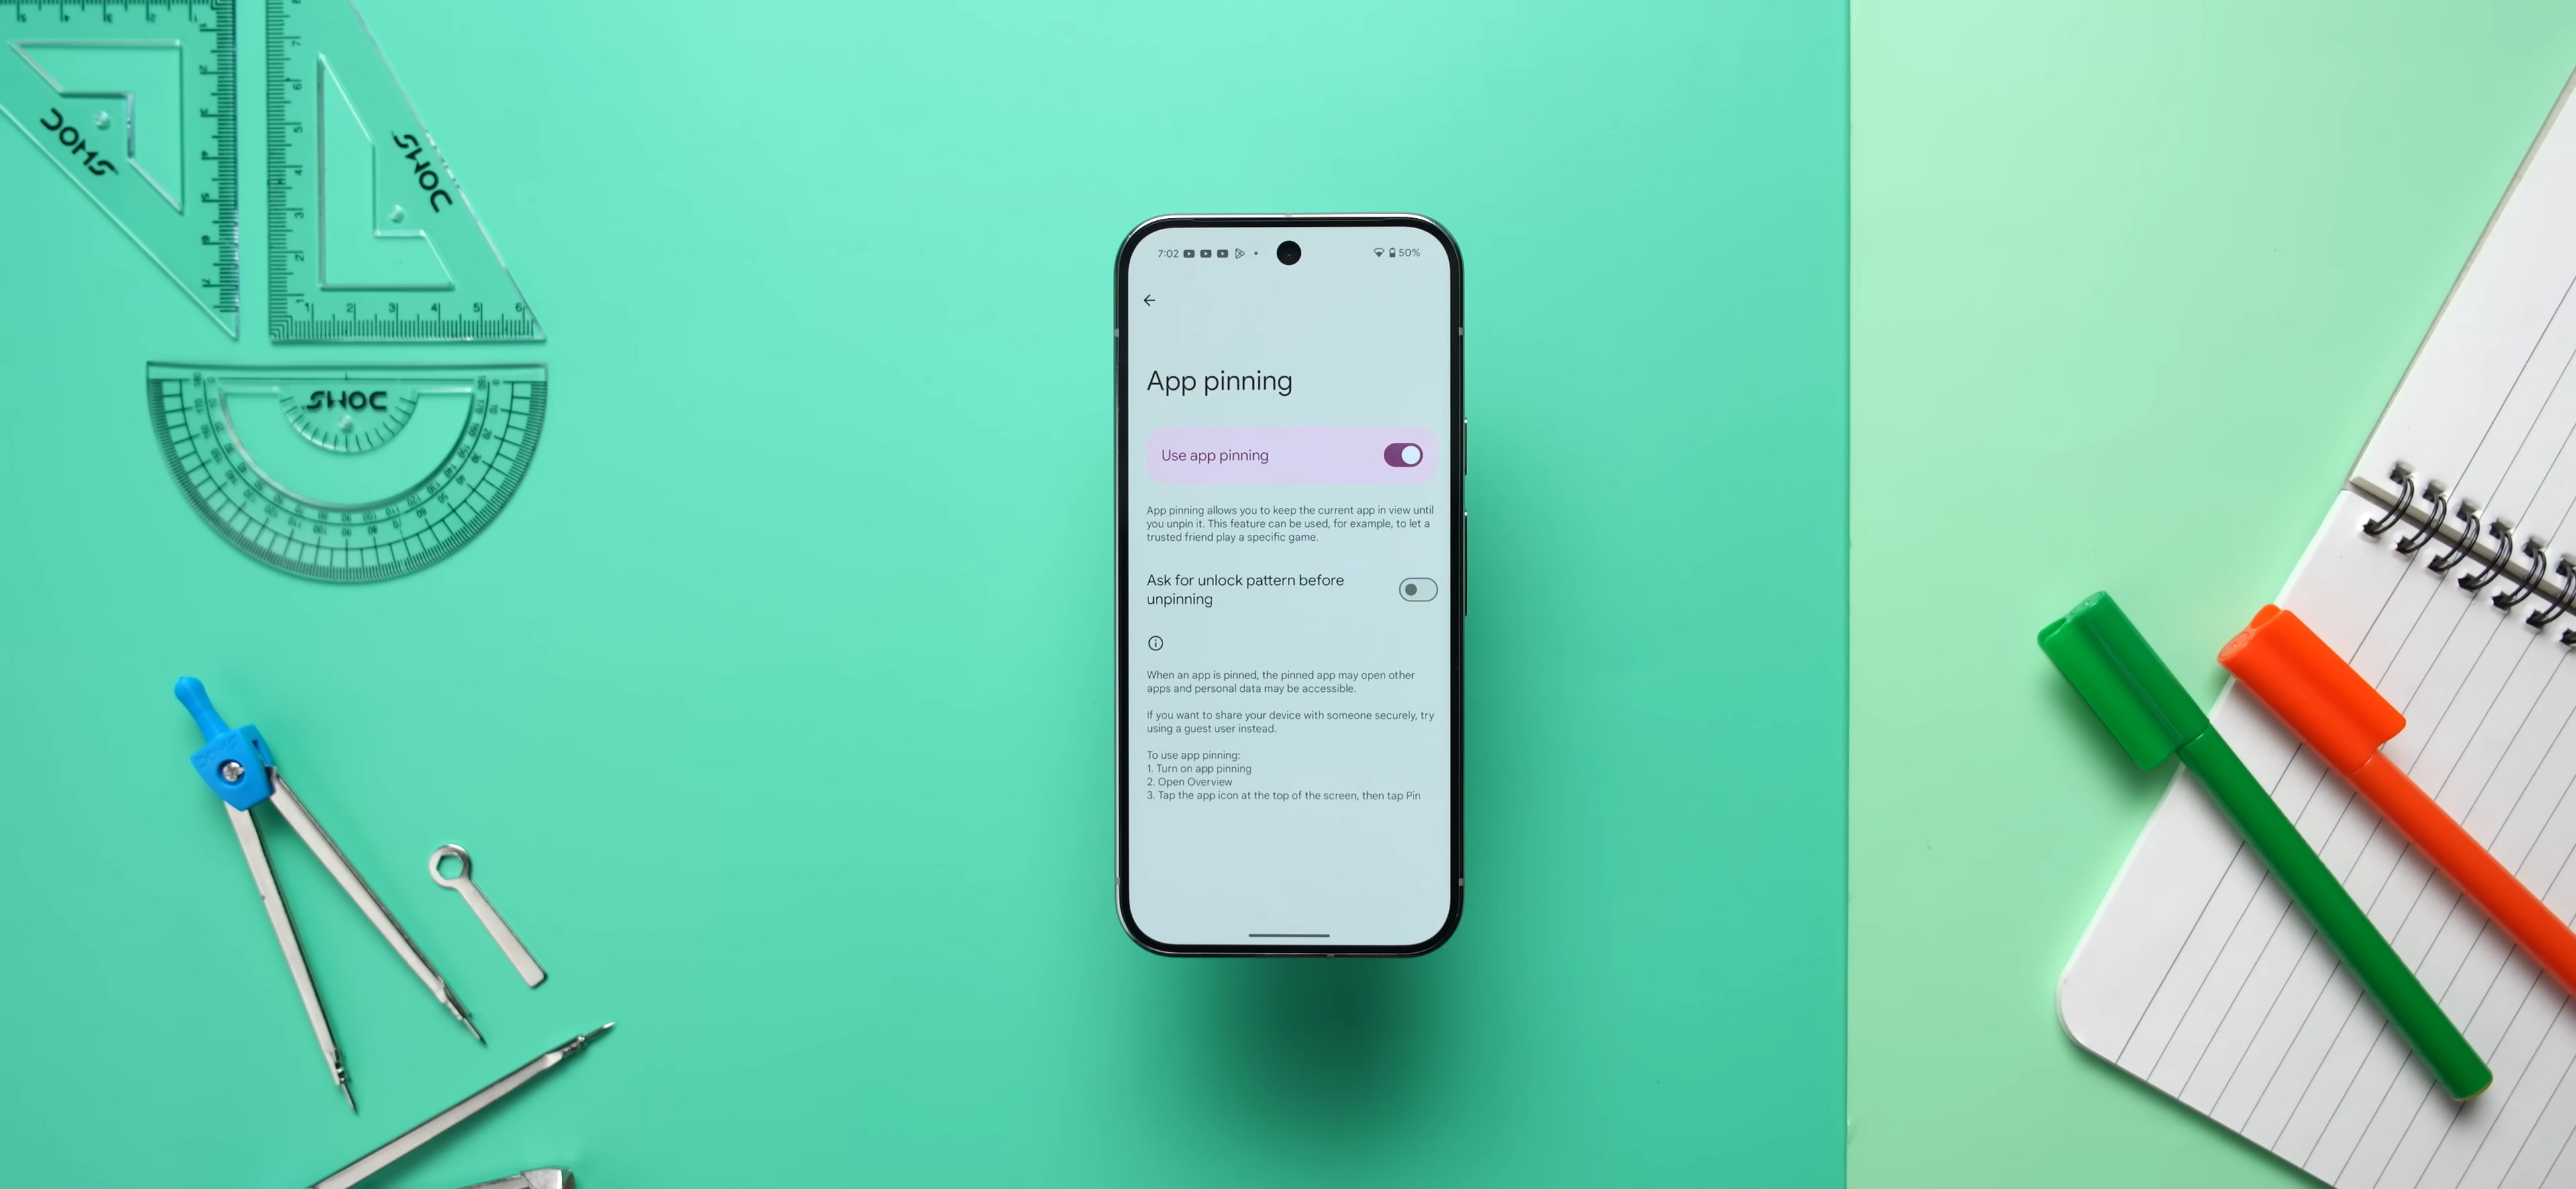 DOMS
DOMS
DOMS
7:02
50%
App pinning
Use app pinning
App pinning allows you to keep the current app in view until
you unpin it. This feature can be used, for example, to let a
trusted friend play a specific game.
Ask for unlock pattern before
unpinning
When an app is pinned, the pinned app may open other
apps and personal data may be accessible.
If you want to share your device with someone securely, try
using a guest user instead.
To use app pinning:
1. Turn on app pinning
2. Open Overview
3. Tap the app icon at the top of the screen, then tap Pin